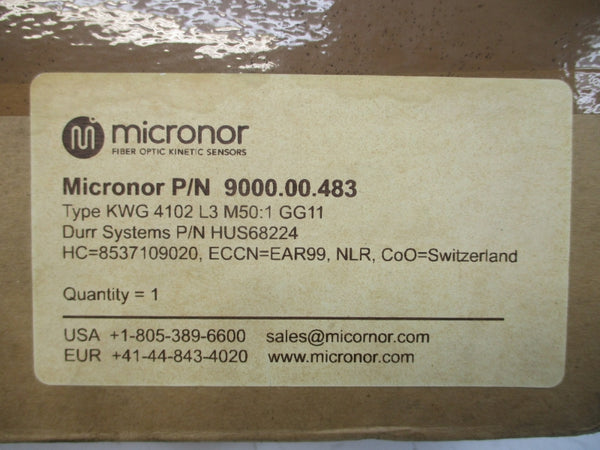 micronor
FIBER OPTIC KINETIC SENSORS
Micronor P/N 9000.00.483
Type KWG 4102 L3 M50:1 GG11
Durr Systems P/N HUS68224
HC=8537109020, ECCN=EAR99, NLR, CoO=Switzerland
Quantity = 1
USA +1-805-389-6600 sales@micornor.com
EUR +41-44-843-4020 www.micronor.com